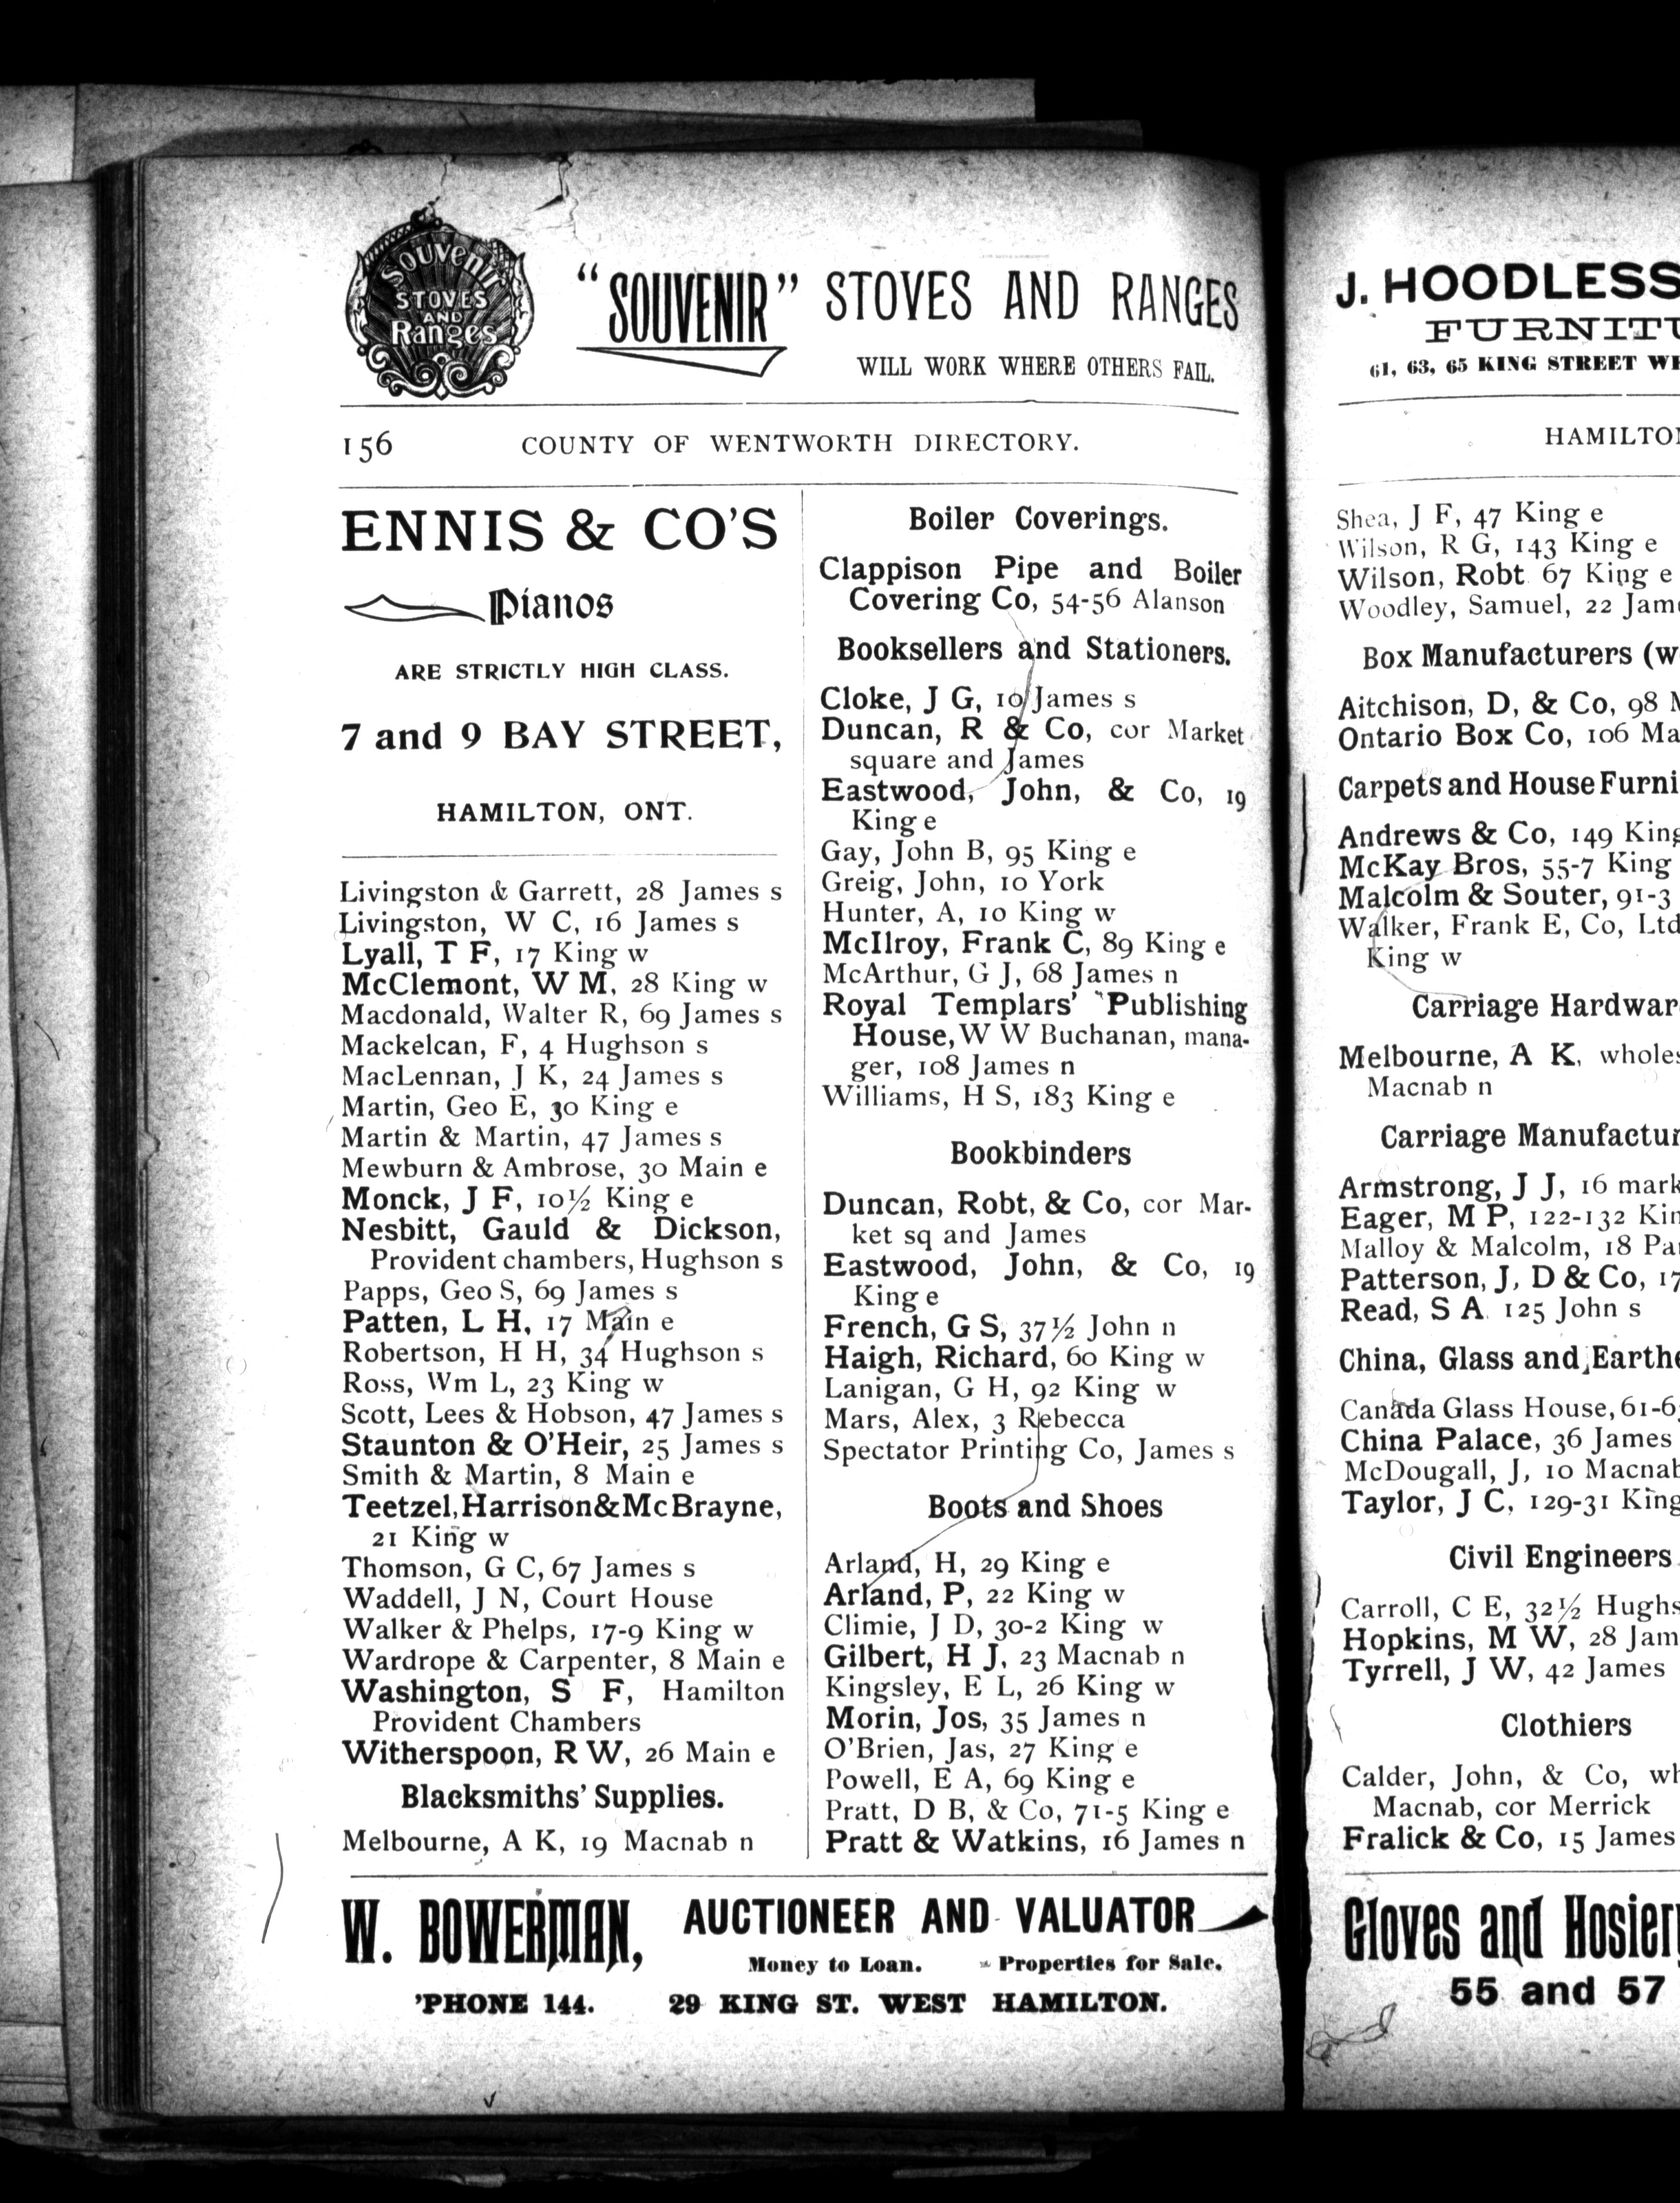 Souvenir
STOVES
AND
Ranges
"SOUVENIR" STOVES AND RANGES
WILL WORK WHERE OTHERS FAIL.
156 COUNTY OF WENTWORTH DIRECTORY.
ENNIS & CO'S
Pianos
ARE STRICTLY HIGH CLASS.
7 and 9 BAY STREET,
HAMILTON, ONT.
Livingston & Garrett, 28 James s
Livingston, W C, 16 James s
Lyall, T F, 17 King w
McClemont, W M, 28 King w
Macdonald, Walter R, 69 James s
Mackelcan, F, 4 Hughson s
MacLennan, J K, 24 James s
Martin, Geo E, 30 King e
Martin & Martin, 47 James s
Mewburn & Ambrose, 30 Main e
Monck, J F, 10½ King e
Nesbitt, Gauld & Dickson,
Provident chambers, Hughson s
Papps, Geo S, 69 James s
Patten, L H, 17 Main e
Robertson, H H, 34 Hughson s
Ross, Wm L, 23 King w
Scott, Lees & Hobson, 47 James s
Staunton & O'Heir, 25 James s
Smith & Martin, 8 Main e
Teetzel, Harrison & McBrayne,
21 King w
Thomson, G C, 67 James s
Waddell, J N, Court House
Walker & Phelps, 17-9 King w
Wardrope & Carpenter, 8 Main e
Washington, S F, Hamilton
Provident Chambers
Witherspoon, R W, 26 Main e
Blacksmiths' Supplies.
Melbourne, A K, 19 Macnab n
Boiler Coverings.
Clappison Pipe and Boiler
Covering Co, 54-56 Alanson
Booksellers and Stationers.
Cloke, J G, 10 James s
Duncan, R & Co, cor Market
square and James
Eastwood, John, & Co, 19
King e
Gay, John B, 95 King e
Greig, John, 10 York
Hunter, A, 10 King w
McIlroy, Frank C, 89 King e
McArthur, G J, 68 James n
Royal Templars' Publishing
House, W W Buchanan, mana-
ger, 108 James n
Williams, H S, 183 King e
Bookbinders
Duncan, Robt, & Co, cor Mar-
ket sq and James
Eastwood, John, & Co, 19
King e
French, G S, 37½ John n
Haigh, Richard, 60 King w
Lanigan, G H, 92 King w
Mars, Alex, 3 Rebecca
Spectator Printing Co, James s
Boots and Shoes
Arland, H, 29 King e
Arland, P, 22 King w
Climie, J D, 30-2 King w
Gilbert, H J, 23 Macnab n
Kingsley, E L, 26 King w
Morin, Jos, 35 James n
O'Brien, Jas, 27 King e
Powell, E A, 69 King e
Pratt, D B, & Co, 71-5 King e
Pratt & Watkins, 16 James n
W. BOWERMAN, AUCTIONEER AND VALUATOR
Money to Loan. Properties for Sale.
'PHONE 144. 29 KING ST. WEST HAMILTON.
J. HOODLESS
FURNITU
61, 63, 65 KING STREET WE
HAMILTON
Shea, J F, 47 King e
Wilson, R G, 143 King e
Wilson, Robt 67 King e
Woodley, Samuel, 22 Jam
Box Manufacturers (w
Aitchison, D, & Co, 98 M
Ontario Box Co, 106 Ma
Carpets and House Furni
Andrews & Co, 149 King
McKay Bros, 55-7 King
Malcolm & Souter, 91-3
Walker, Frank E, Co, Ltd
King w
Carriage Hardwar
Melbourne, A K, wholes
Macnab n
Carriage Manufactur
Armstrong, J J, 16 mark
Eager, M P, 122-132 Kin
Malloy & Malcolm, 18 Pa
Patterson, J, D & Co, 17
Read, S A 125 John s
China, Glass and Earthe
Canada Glass House, 61-6
China Palace, 36 James
McDougall, J, 10 Macnab
Taylor, J C, 129-31 King
Civil Engineers
Carroll, C E, 32½ Hughs
Hopkins, M W, 28 Jam
Tyrrell, J W, 42 James
Clothiers
Calder, John, & Co, wh
Macnab, cor Merrick
Fralick & Co, 15 James
Gloves and Hosiery
55 and 57